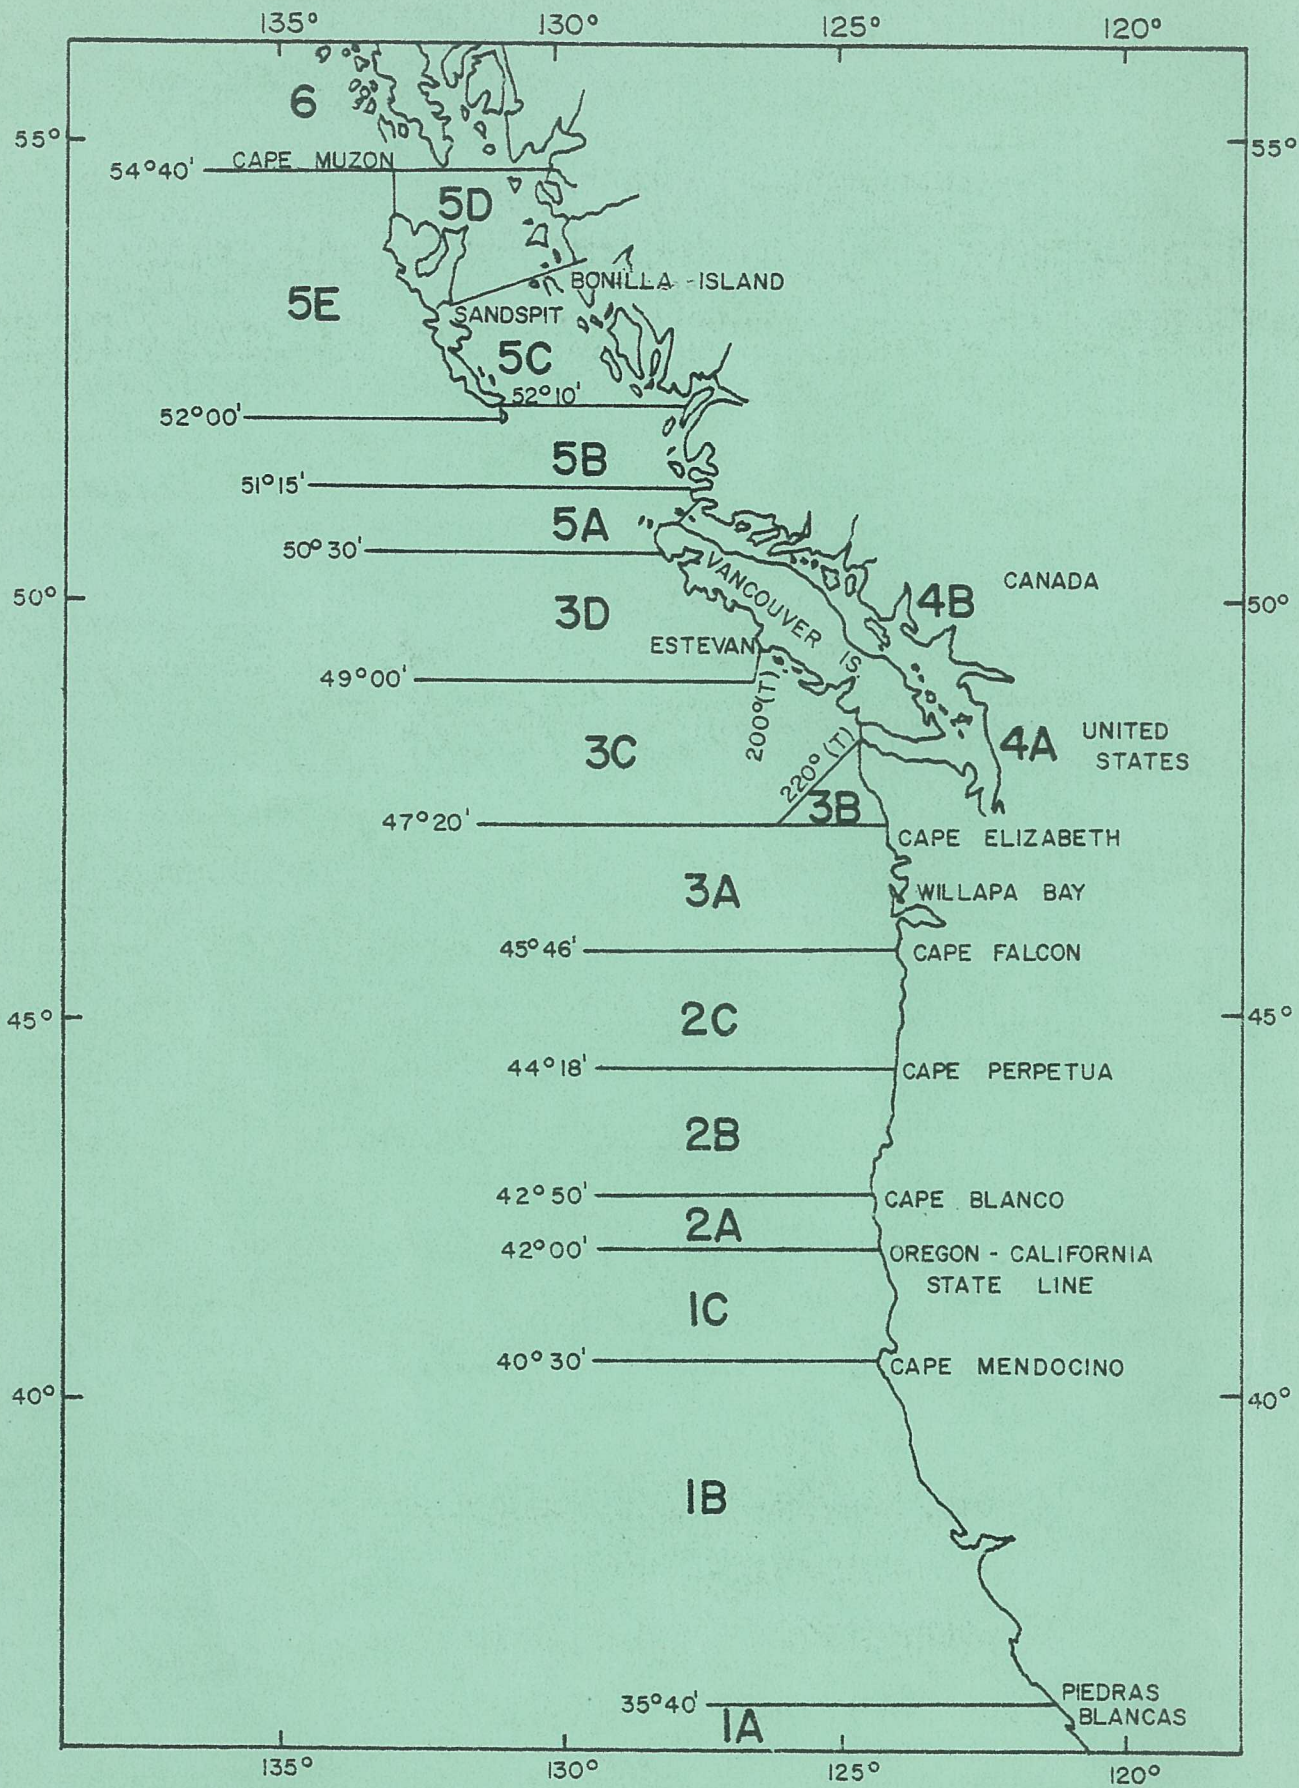 135° 130° 125° 120°
6
55° 55°
54°40' CAPE MUZON
5D
BONILLA - ISLAND
5E
SANDSPIT
5C
52°10'
52°00'
5B
51°15'
5A
50°30'
VANCOUVER IS.
CANADA
4B
50° 50°
3D
ESTEVAN
49°00'
200°(T)
UNITED
STATES
4A
3C
220°(T)
3B
47°20'
CAPE ELIZABETH
3A
WILLAPA BAY
45°46' CAPE FALCON
45° 45°
2C
44°18' CAPE PERPETUA
2B
42°50' CAPE BLANCO
2A
42°00' OREGON - CALIFORNIA
STATE LINE
1C
40°30' CAPE MENDOCINO
40° 40°
1B
35°40' PIEDRAS
BLANCAS
1A
135° 130° 125° 120°